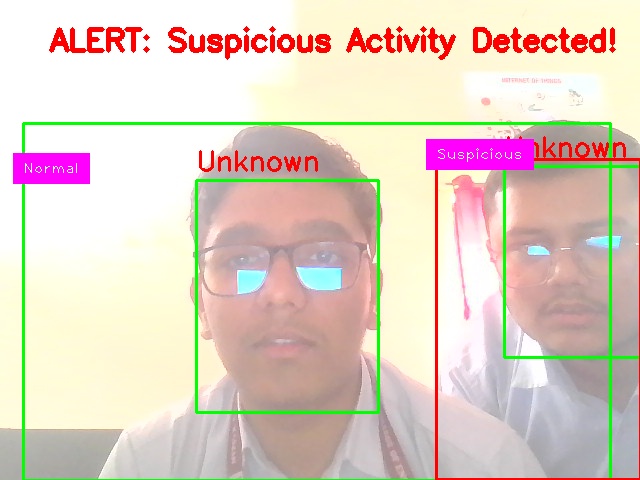 ALERT: Suspicious Activity Detected!
Normal
Unknown
Suspicious
nknown